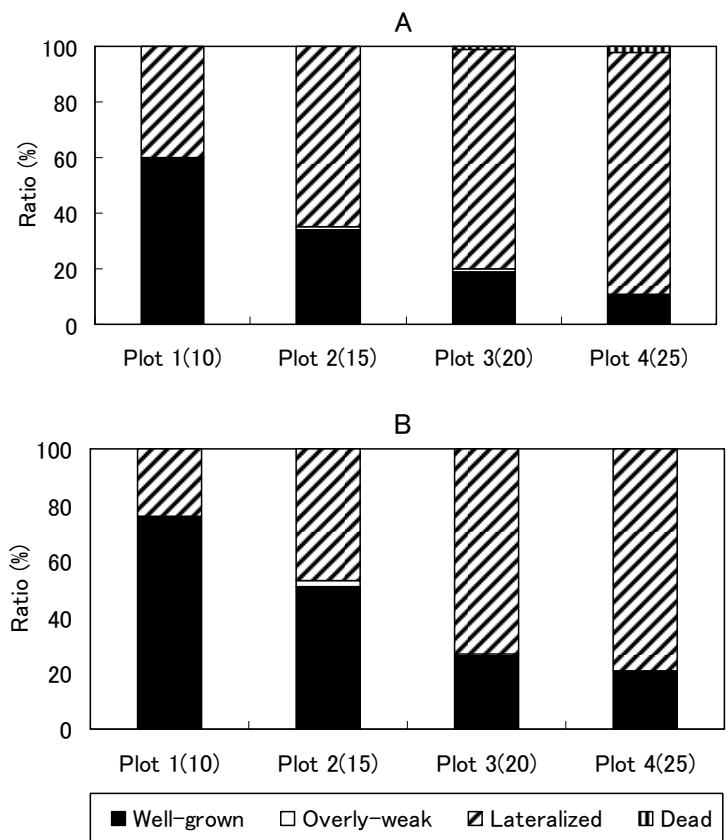 A
Ratio (%)
100
80
60
40
20
0
Plot 1(10) Plot 2(15) Plot 3(20) Plot 4(25)
B
Ratio (%)
100
80
60
40
20
0
Plot 1(10) Plot 2(15) Plot 3(20) Plot 4(25)
Well-grown Overly-weak Lateralized Dead